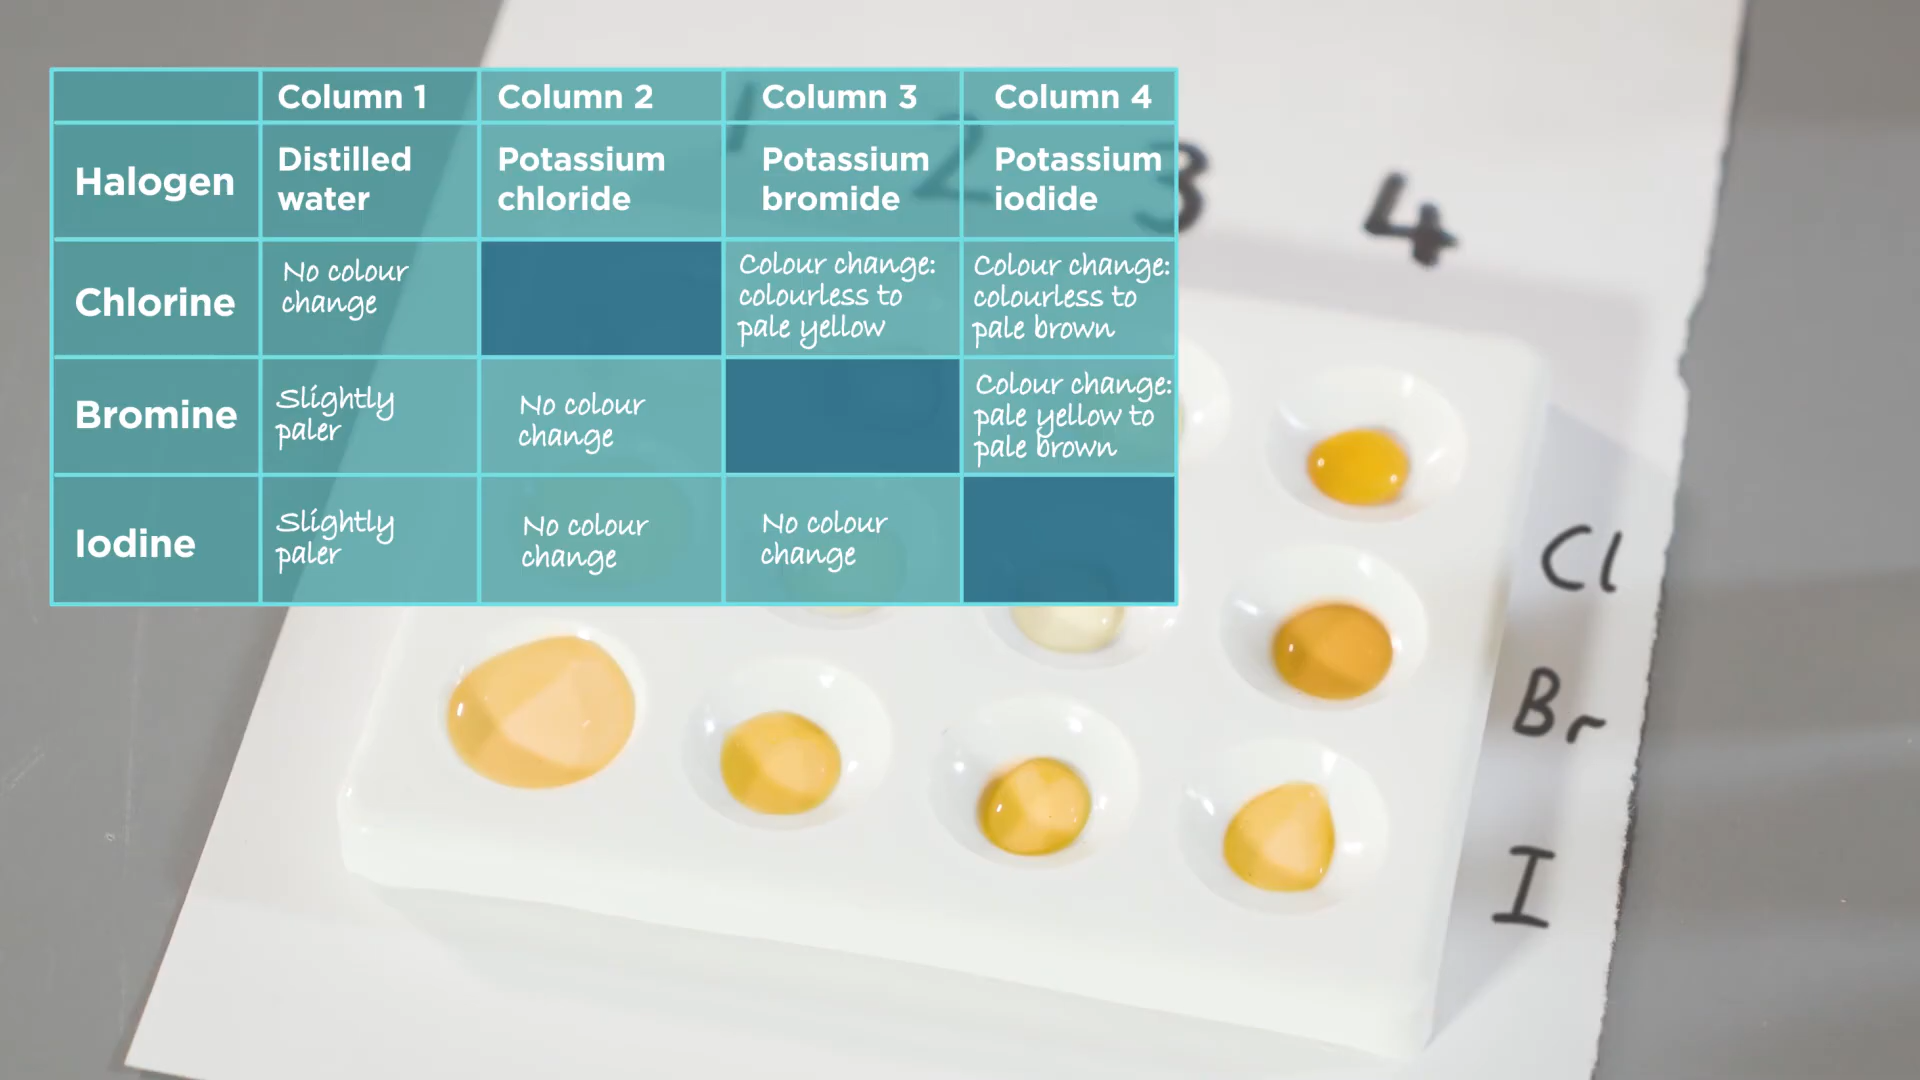 Column 1 Column 2 Column 3 Column 4
Halogen Distilled water Potassium chloride Potassium bromide Potassium iodide
Chlorine No colour change Colour change: colourless to pale yellow Colour change: colourless to pale brown
Bromine Slightly paler No colour change Colour change: pale yellow to pale brown
Iodine Slightly paler No colour change No colour change
1 2 3 4
Cl
Br
I